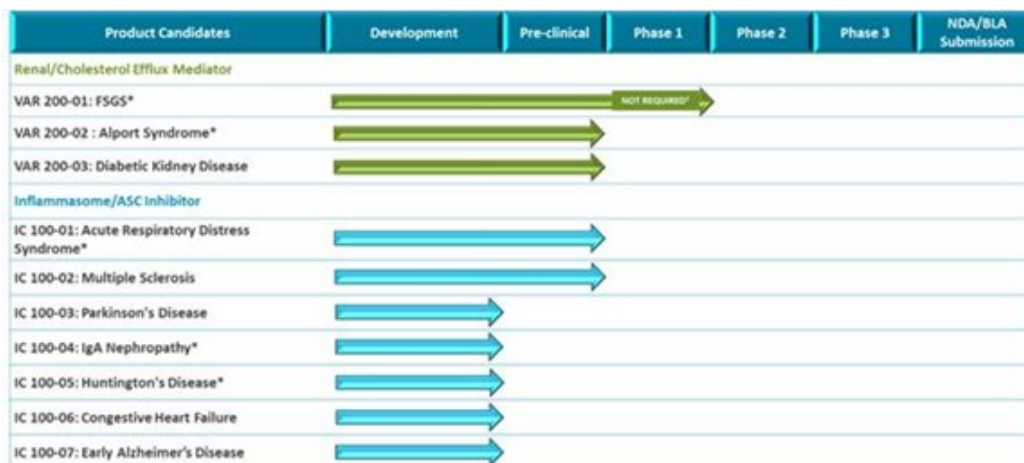 Product Candidates Development Pre-clinical Phase 1 Phase 2 Phase 3 NDA/BLA Submission
Renal/Cholesterol Efflux Mediator
VAR 200-01: FSGS* NOT REQUIRED
VAR 200-02 : Alport Syndrome*
VAR 200-03: Diabetic Kidney Disease
Inflammasome/ASC Inhibitor
IC 100-01: Acute Respiratory Distress
Syndrome*
IC 100-02: Multiple Sclerosis
IC 100-03: Parkinson's Disease
IC 100-04: IgA Nephropathy*
IC 100-05: Huntington's Disease*
IC 100-06: Congestive Heart Failure
IC 100-07: Early Alzheimer's Disease